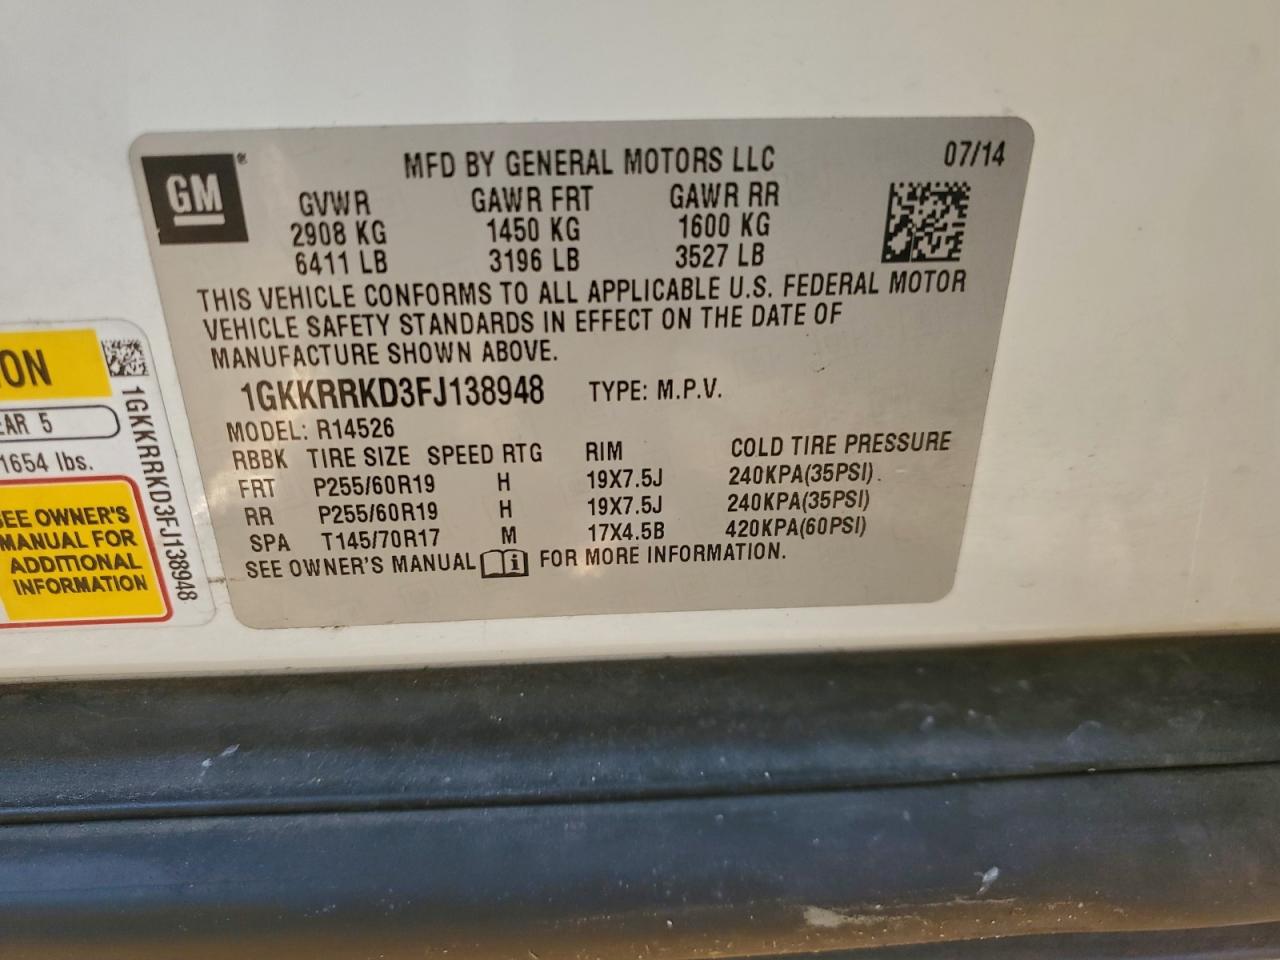 GM
MFD BY GENERAL MOTORS LLC
07/14
GVWR GAWR FRT GAWR RR
2908 KG 1450 KG 1600 KG
6411 LB 3196 LB 3527 LB
THIS VEHICLE CONFORMS TO ALL APPLICABLE U.S. FEDERAL MOTOR
VEHICLE SAFETY STANDARDS IN EFFECT ON THE DATE OF
MANUFACTURE SHOWN ABOVE.
1GKKRRKD3FJ138948 TYPE: M.P.V.
MODEL: R14526
RBBK TIRE SIZE SPEED RTG RIM COLD TIRE PRESSURE
FRT P255/60R19 H 19X7.5J 240KPA(35PSI).
RR P255/60R19 H 19X7.5J 240KPA(35PSI)
SPA T145/70R17 M 17X4.5B 420KPA(60PSI)
SEE OWNER'S MANUAL i FOR MORE INFORMATION.
ON
AR 5
1654 lbs.
SEE OWNER'S
MANUAL FOR
ADDITIONAL
INFORMATION
1GKKRRKD3FJ138948